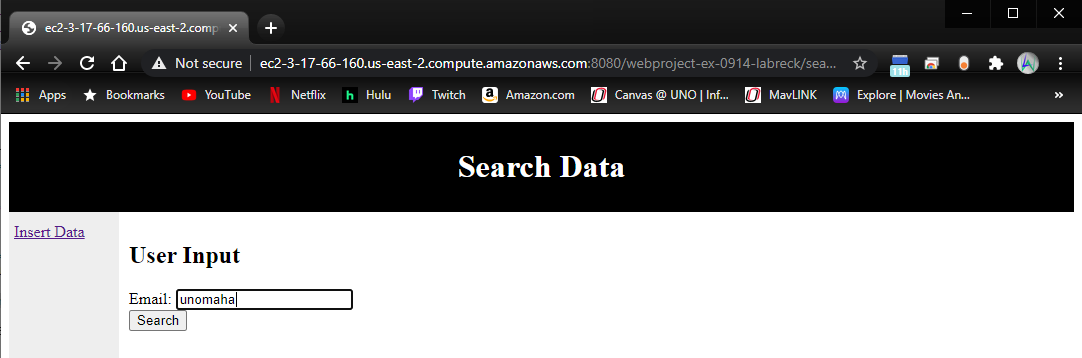 ec2-3-17-66-160.us-east-2.comp
Not secure ec2-3-17-66-160.us-east-2.compute.amazonaws.com:8080/webproject-ex-0914-labreck/sea...
11h
Apps Bookmarks YouTube Netflix Hulu Twitch Amazon.com Canvas @ UNO | Inf... MavLINK Explore | Movies An... »
Search Data
Insert Data
User Input
Email: unomaha
Search